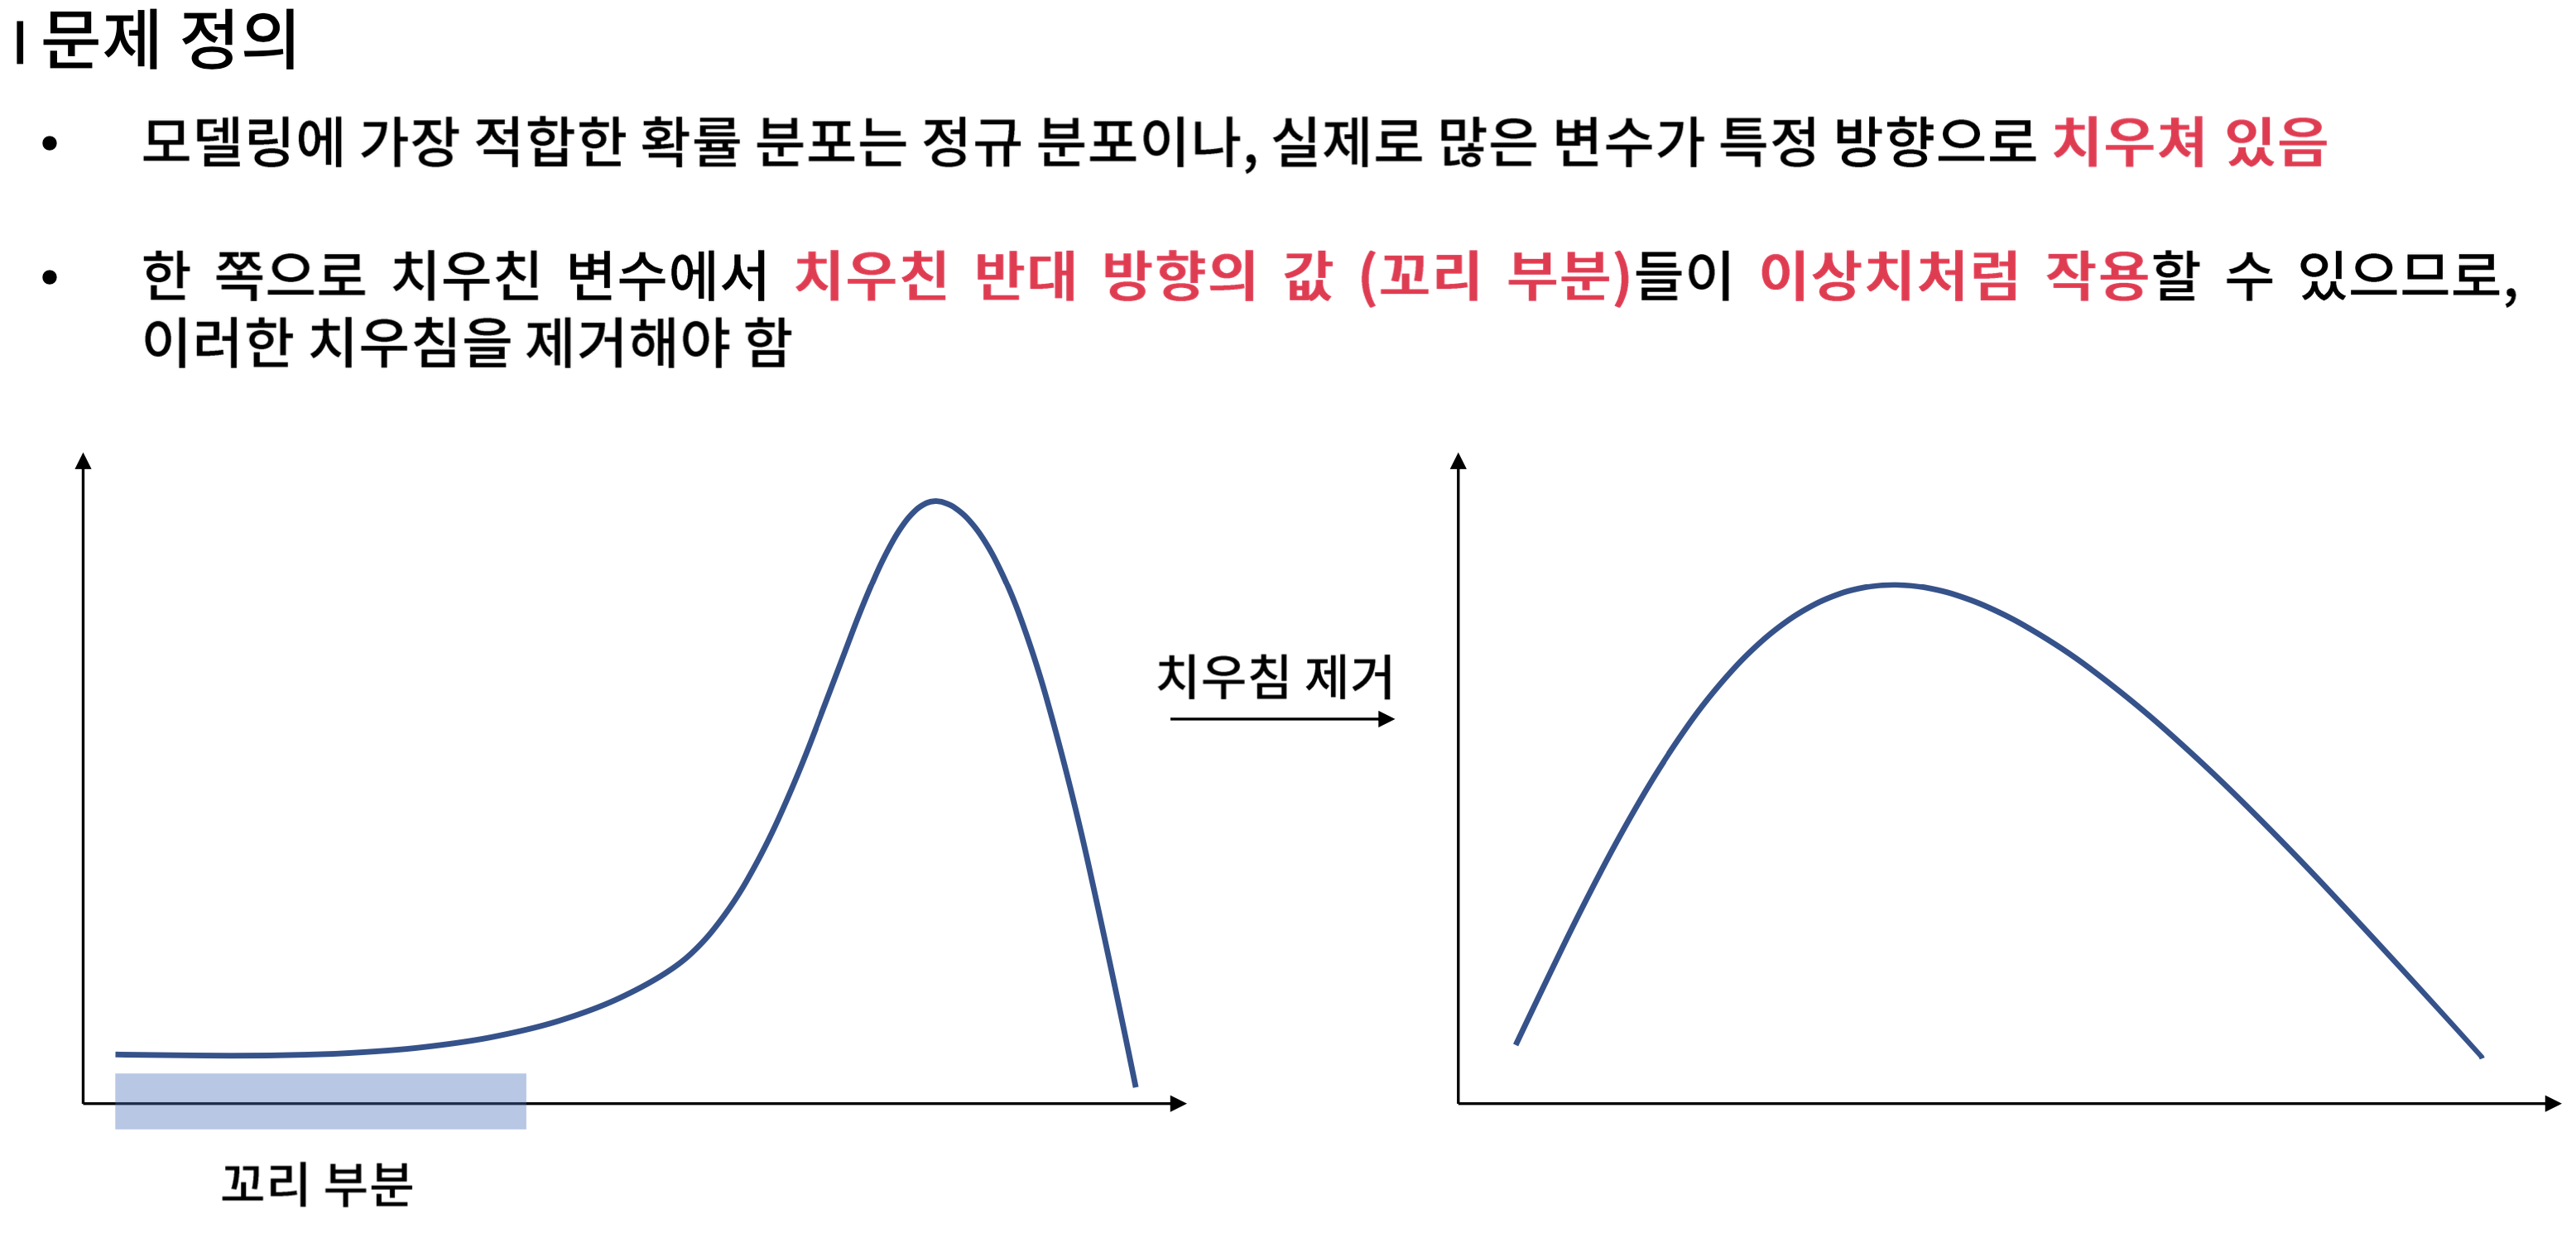 문제 정의
• 모델링에 가장 적합한 확률 분포는 정규 분포이나, 실제로 많은 변수가 특정 방향으로 치우쳐 있음
• 한 쪽으로 치우친 변수에서 치우친 반대 방향의 값 (꼬리 부분)들이 이상치처럼 작용할 수 있으므로,
이러한 치우침을 제거해야 함
치우침 제거
꼬리 부분